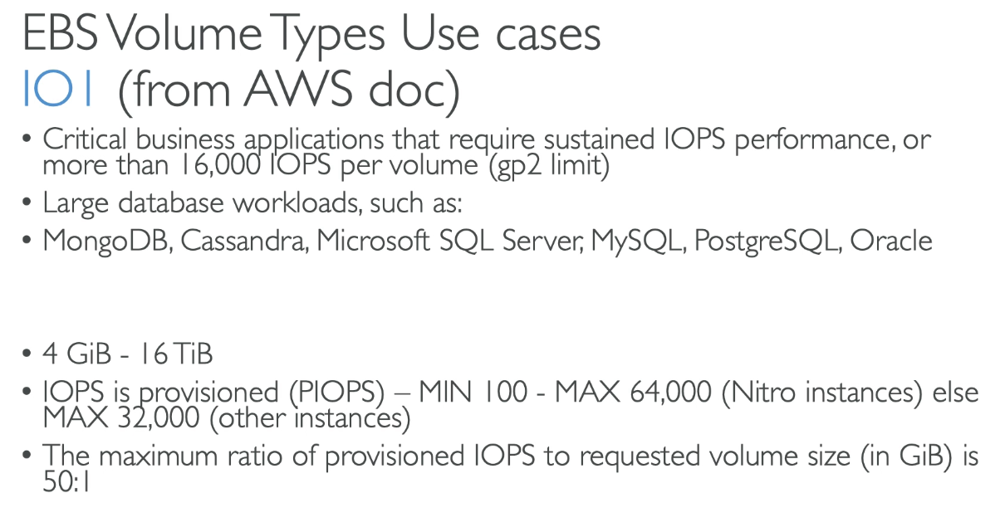 EBS Volume Types Use cases
IO1 (from AWS doc)
• Critical business applications that require sustained IOPS performance, or
more than 16,000 IOPS per volume (gp2 limit)
• Large database workloads, such as:
• MongoDB, Cassandra, Microsoft SQL Server, MySQL, PostgreSQL, Oracle
• 4 GiB - 16 TiB
• IOPS is provisioned (PIOPS) – MIN 100 - MAX 64,000 (Nitro instances) else
MAX 32,000 (other instances)
• The maximum ratio of provisioned IOPS to requested volume size (in GiB) is
50:1